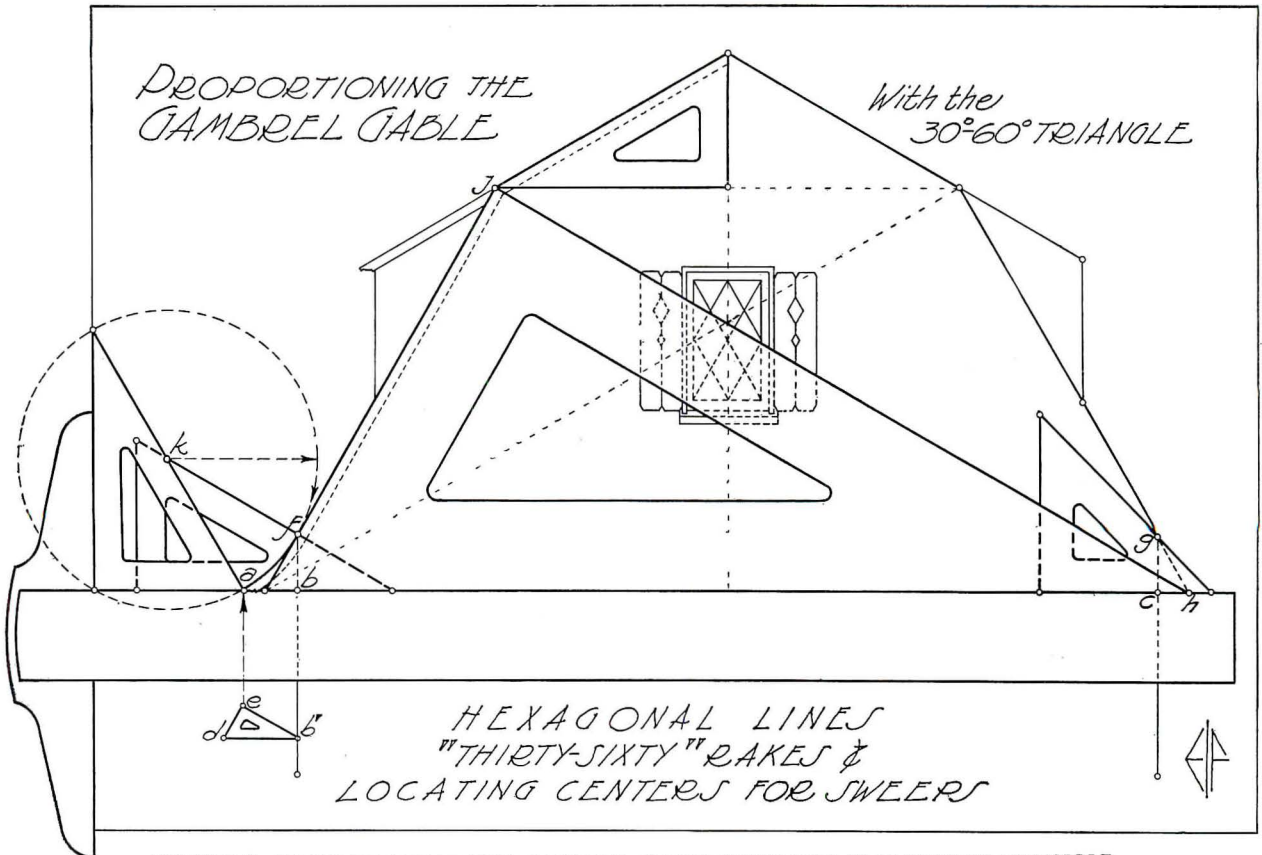 PROPORTIONING THE
GAMBREL GABLE
With the
30°-60° TRIANGLE
J
k
f
a
b
g
c
h
e
d
b"
HEXAGONAL LINES
"THIRTY-SIXTY" RAKES &
LOCATING CENTERS FOR SWEEPS